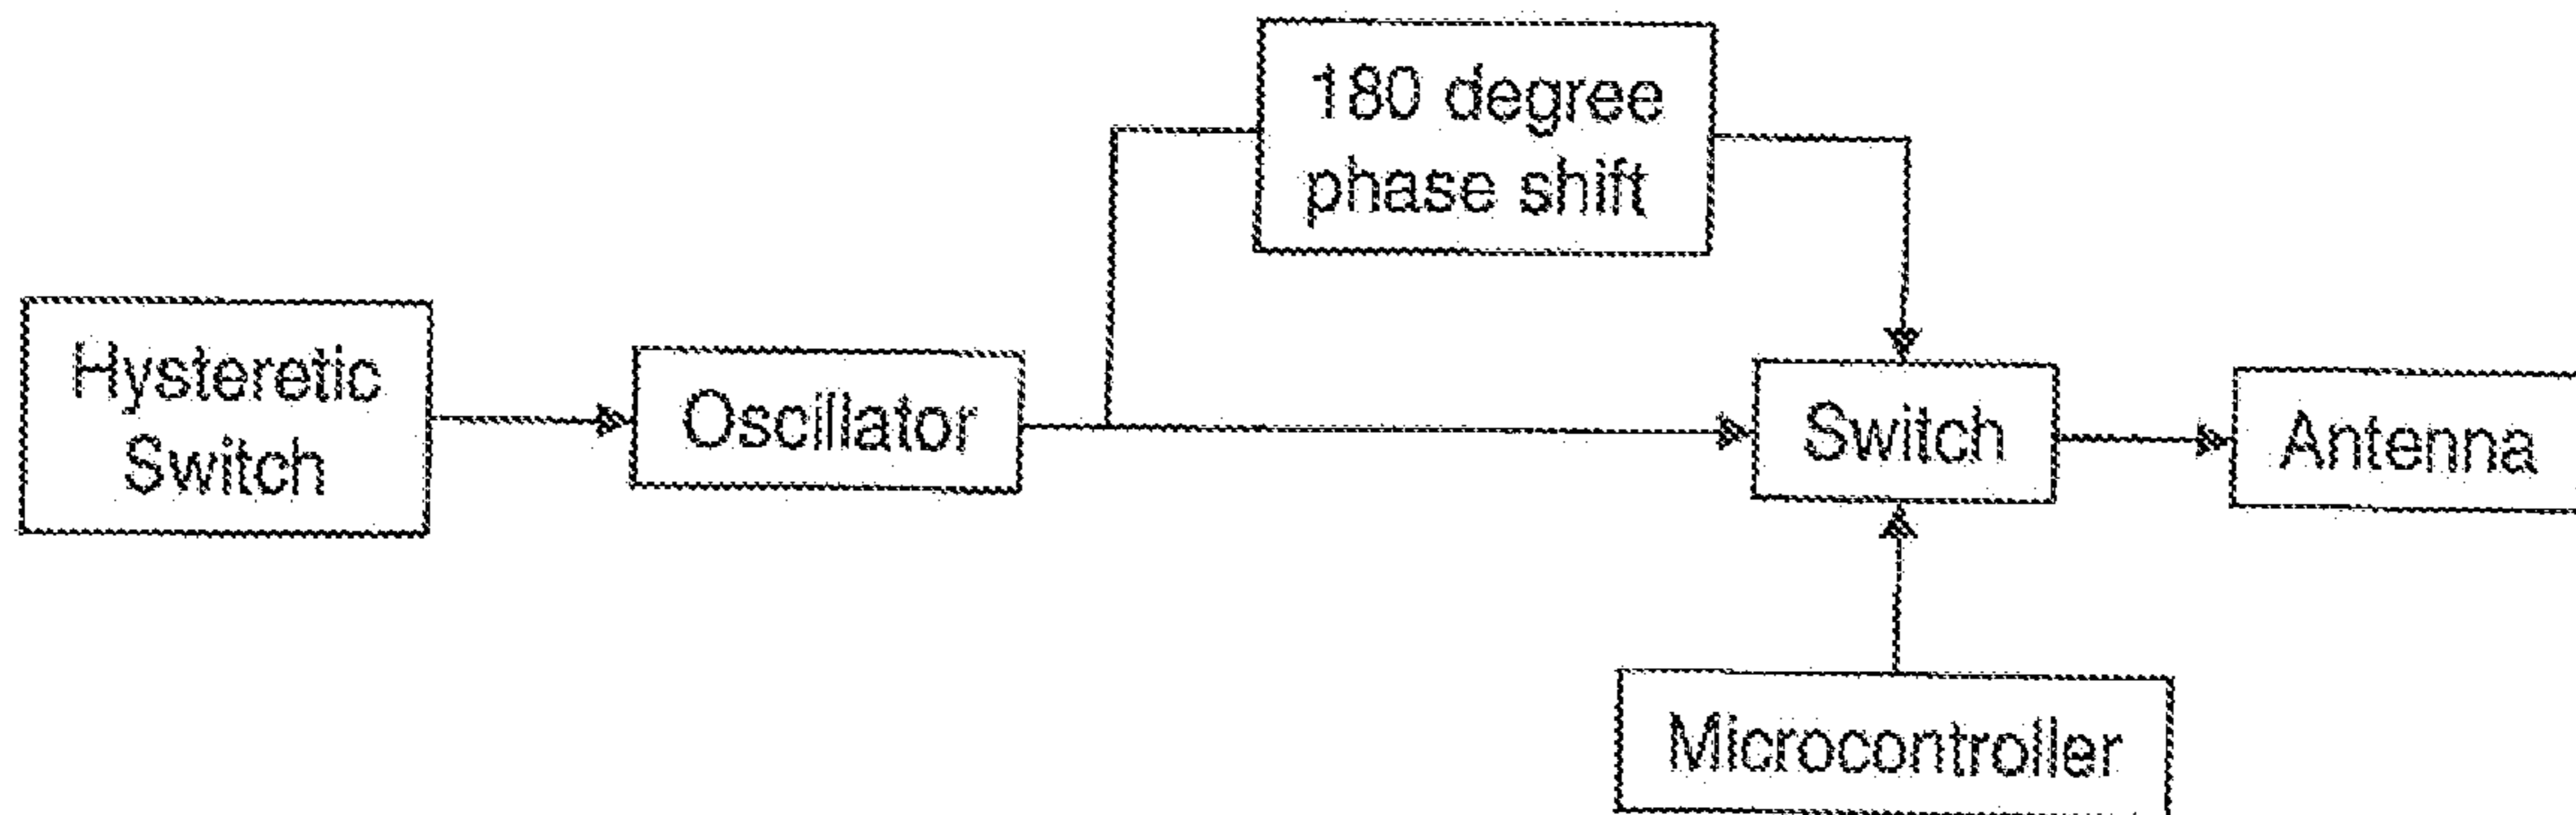 180 degree
phase shift
Hysteretic
Switch
Oscillator
Switch
Antenna
Microcontroller